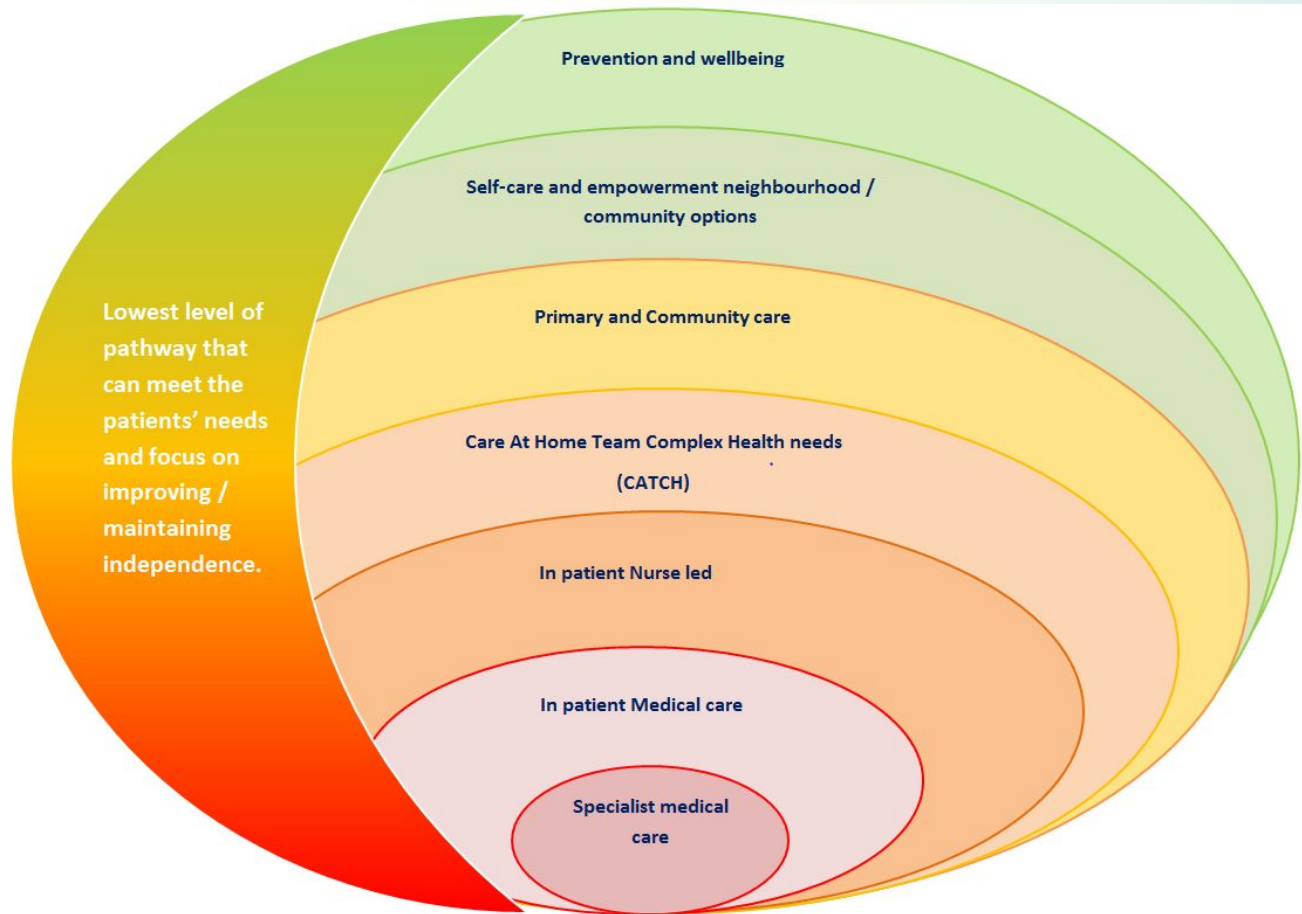 Prevention and wellbeing
Self-care and empowerment neighbourhood /
community options
Primary and Community care
Care At Home Team Complex Health needs
(CATCH)
In patient Nurse led
In patient Medical care
Specialist medical
care
Lowest level of
pathway that
can meet the
patients’ needs
and focus on
improving /
maintaining
independence.